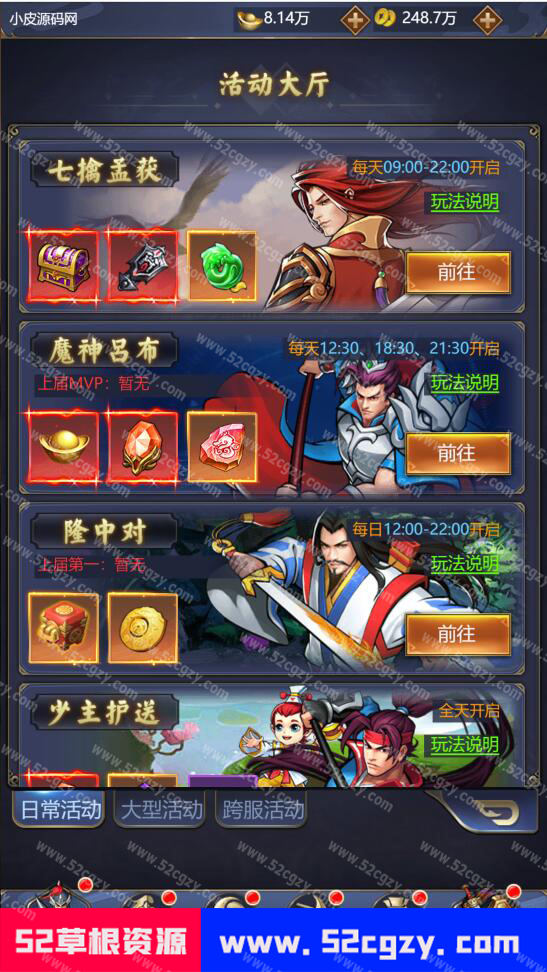 小皮源码网
8.14万
248.7万
活动大厅
七擒孟获
每天09:00-22:00开启
玩法说明
前往
魔神吕布
每天12:30、18:30、21:30开启
上届MVP：暂无
玩法说明
前往
隆中对
每日12:00-22:00开启
上届第一：暂无
玩法说明
前往
少主护送
全天开启
玩法说明
日常活动
大型活动
跨服活动
www.52cgzy.com
52草根资源
www.52cgzy.com